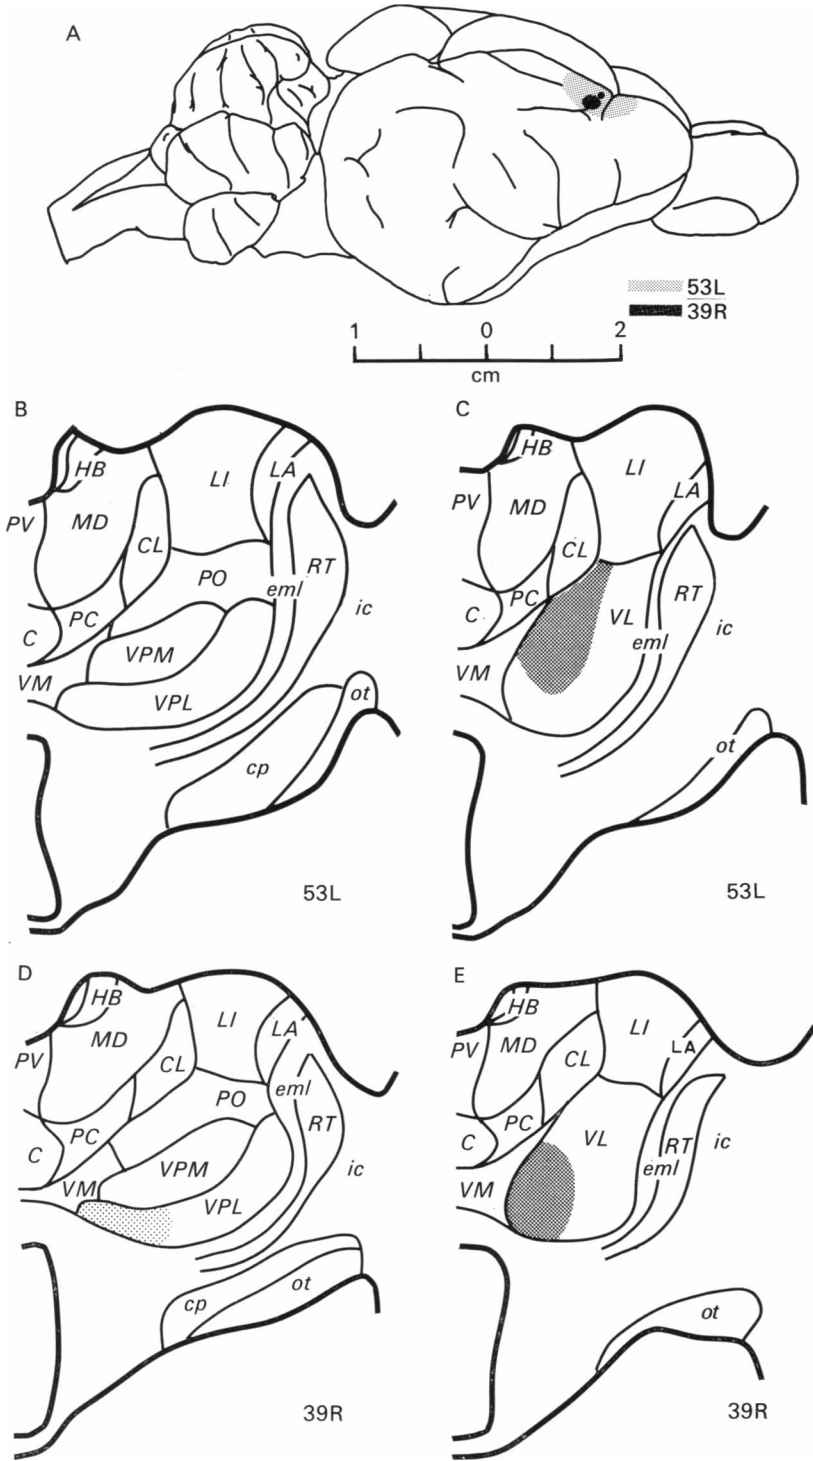 A
53L
39R
1 0 2
cm
B
HB
LI
LA
PV
MD
CL
RT
PO
eml
ic
C
PC
VPM
VM
VPL
ot
cp
53L
C
HB
LI
PV
MD
LA
CL
RT
C
PC
VL
ic
eml
VM
ot
53L
D
HB
LI
LA
PV
MD
CL
eml
PO
RT
C
PC
ic
VPM
VM
VPL
cp
ot
39R
E
HB
LI
LA
PV
MD
CL
VL
C
PC
RT
ic
eml
VM
ot
39R